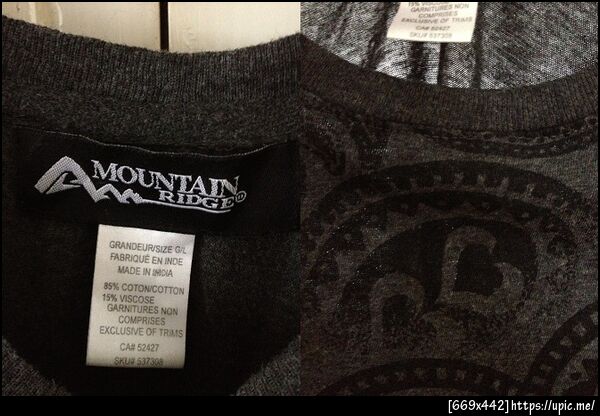 MOUNTAIN
RIDGE
GRANDEUR/SIZE G/L
FABRIQUÉ EN INDE
MADE IN INDIA
85% COTON/COTTON
15% VISCOSE
GARNITURES NON
COMPRISES
EXCLUSIVE OF TRIMS
CA# 52427
SKU# 537308
15% VISCOSE
GARNITURES NON
COMPRISES
EXCLUSIVE OF TRIMS
CA# 52427
SKU# 537308
[669x442]https://upic.me/